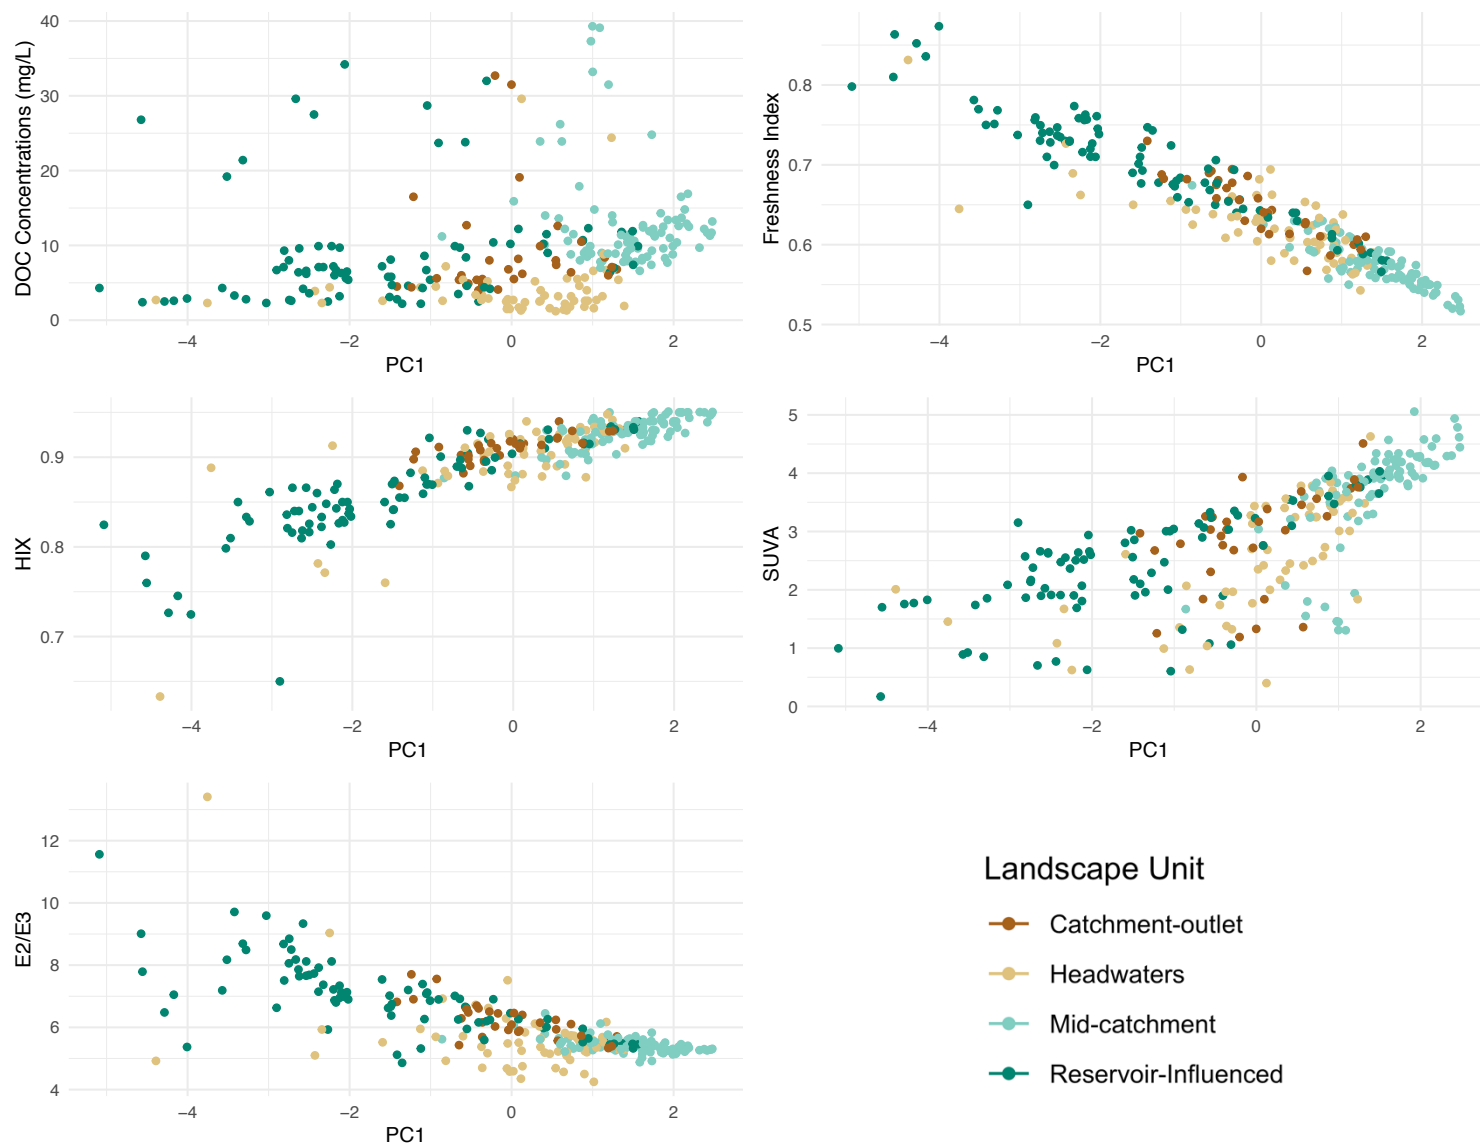 DOC Concentrations (mg/L)
40
30
20
10
0
−4
−2
0
2
PC1
Freshness Index
0.8
0.7
0.6
0.5
−4
−2
0
2
PC1
HIX
0.9
0.8
0.7
−4
−2
0
2
PC1
SUVA
5
4
3
2
1
0
−4
−2
0
2
PC1
E2/E3
12
10
8
6
4
−4
−2
0
2
PC1
Landscape Unit
Catchment-outlet
Headwaters
Mid-catchment
Reservoir-Influenced